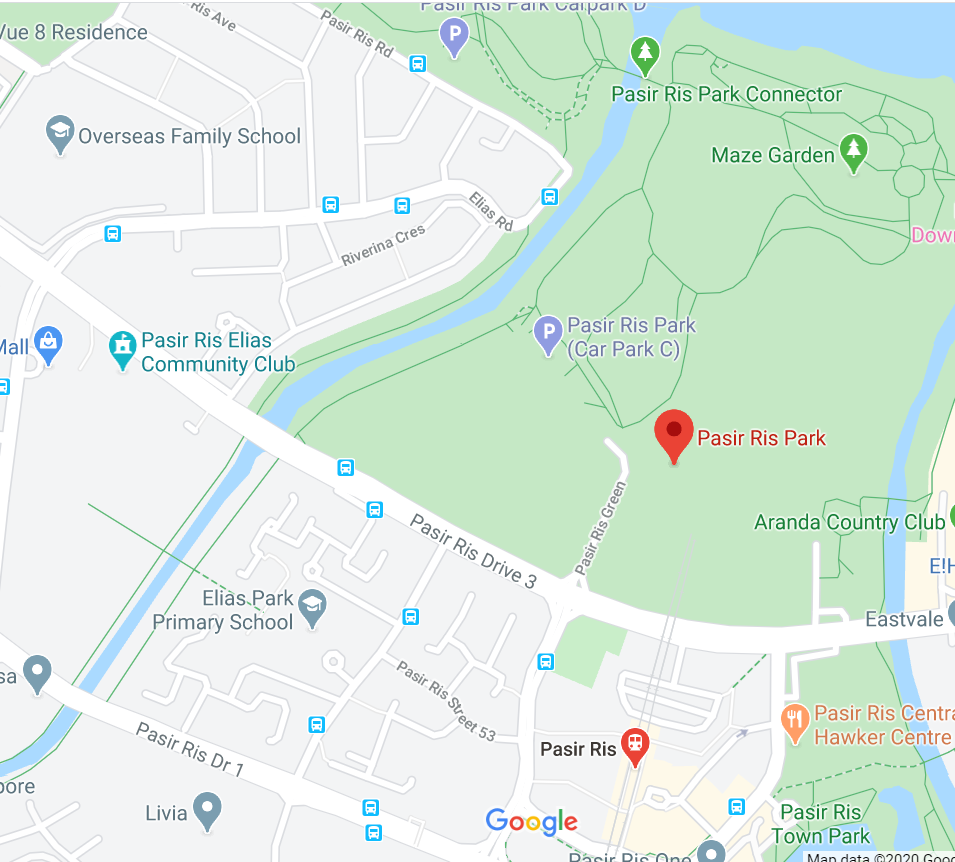 Pasir Ris Park Carpark D
Ris Ave
Pasir Ris Rd
Vue 8 Residence
P
Pasir Ris Park Connector
Overseas Family School
Maze Garden
Elias Rd
Riverina Cres
Down
P
Pasir Ris Park
(Car Park C)
Mall
Pasir Ris Elias
Community Club
Pasir Ris Park
Pasir Ris Green
Aranda Country Club
Pasir Ris Drive 3
E!H
Elias Park
Primary School
Eastvale
sa
Pasir Ris Street 53
Pasir Ris Centra
Hawker Centre
Pasir Ris Dr 1
Pasir Ris
pore
Livia
Google
Pasir Ris
Town Park
Pasir Ris One
Map data ©2020 Goo